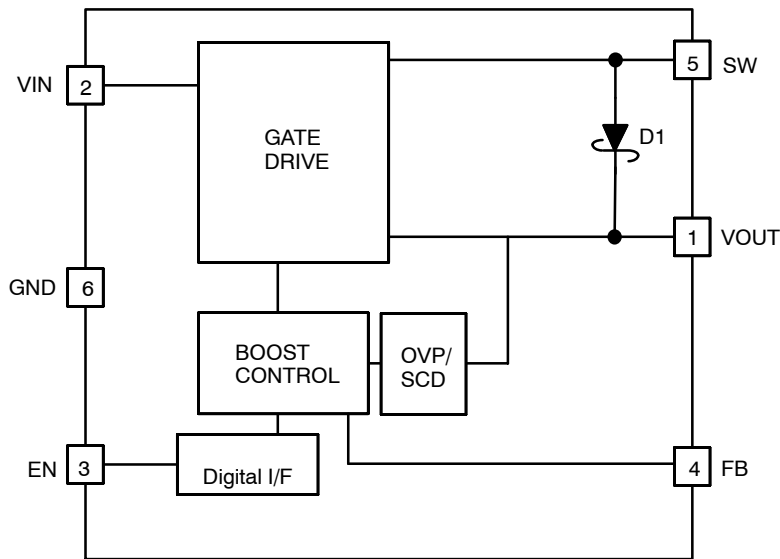 VIN
2
GATE
DRIVE
5
SW
D1
1
VOUT
GND
6
BOOST
CONTROL
OVP/
SCD
EN
3
Digital I/F
4
FB